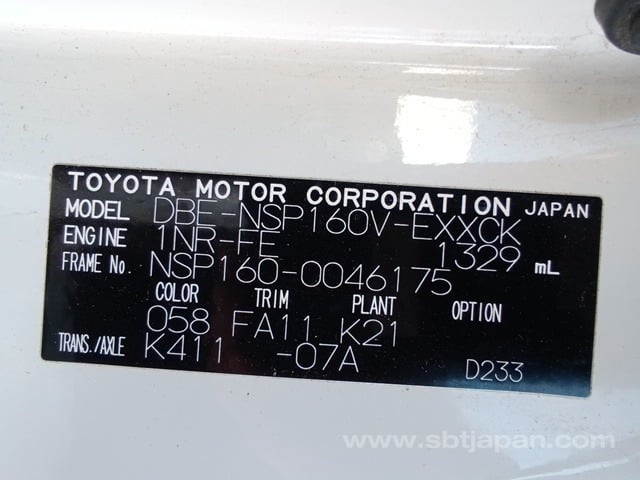 TOYOTA MOTOR CORPORATION JAPAN
MODEL DBE-NSP160V-EXXCK
ENGINE 1NR-FE 1329 mL
FRAME No. NSP160-0046175
COLOR TRIM PLANT OPTION
058 FA11 K21
TRANS./AXLE K411 -07A D233
www.sbtjapan.com